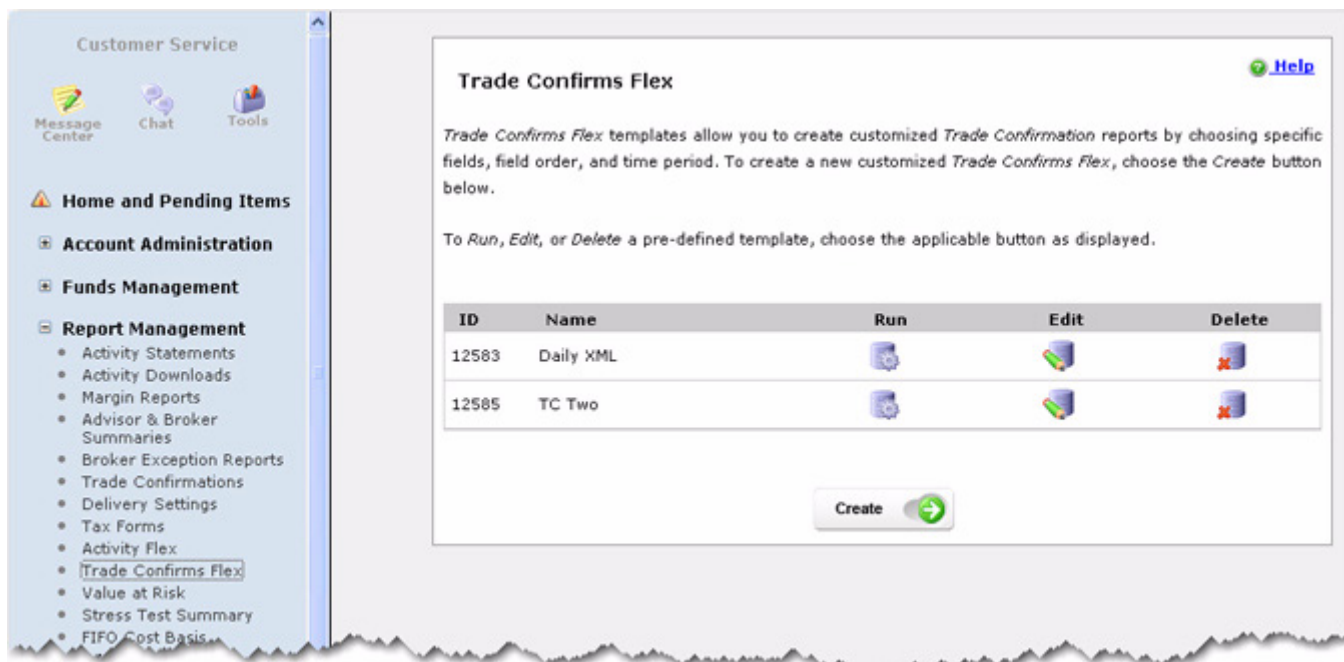 Customer Service
Message Center
Chat
Tools
Home and Pending Items
Account Administration
Funds Management
Report Management
Activity Statements
Activity Downloads
Margin Reports
Advisor & Broker
Summaries
Broker Exception Reports
Trade Confirmations
Delivery Settings
Tax Forms
Activity Flex
Trade Confirms Flex
Value at Risk
Stress Test Summary
FIFO Cost Basis
Trade Confirms Flex
Help
Trade Confirms Flex templates allow you to create customized Trade Confirmation reports by choosing specific
fields, field order, and time period. To create a new customized Trade Confirms Flex, choose the Create button
below.
To Run, Edit, or Delete a pre-defined template, choose the applicable button as displayed.
ID Name Run Edit Delete
12583 Daily XML
12585 TC Two
Create